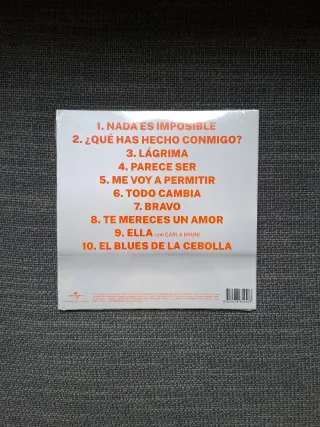 1. NADA ES IMPOSIBLE
2. ¿QUÉ HAS HECHO CONMIGO?
3. LÁGRIMA
4. PARECE SER
5. ME VOY A PERMITIR
6. TODO CAMBIA
7. BRAVO
8. TE MERECES UN AMOR
9. ELLA con CARLA BRUNI
10. EL BLUES DE LA CEBOLLA